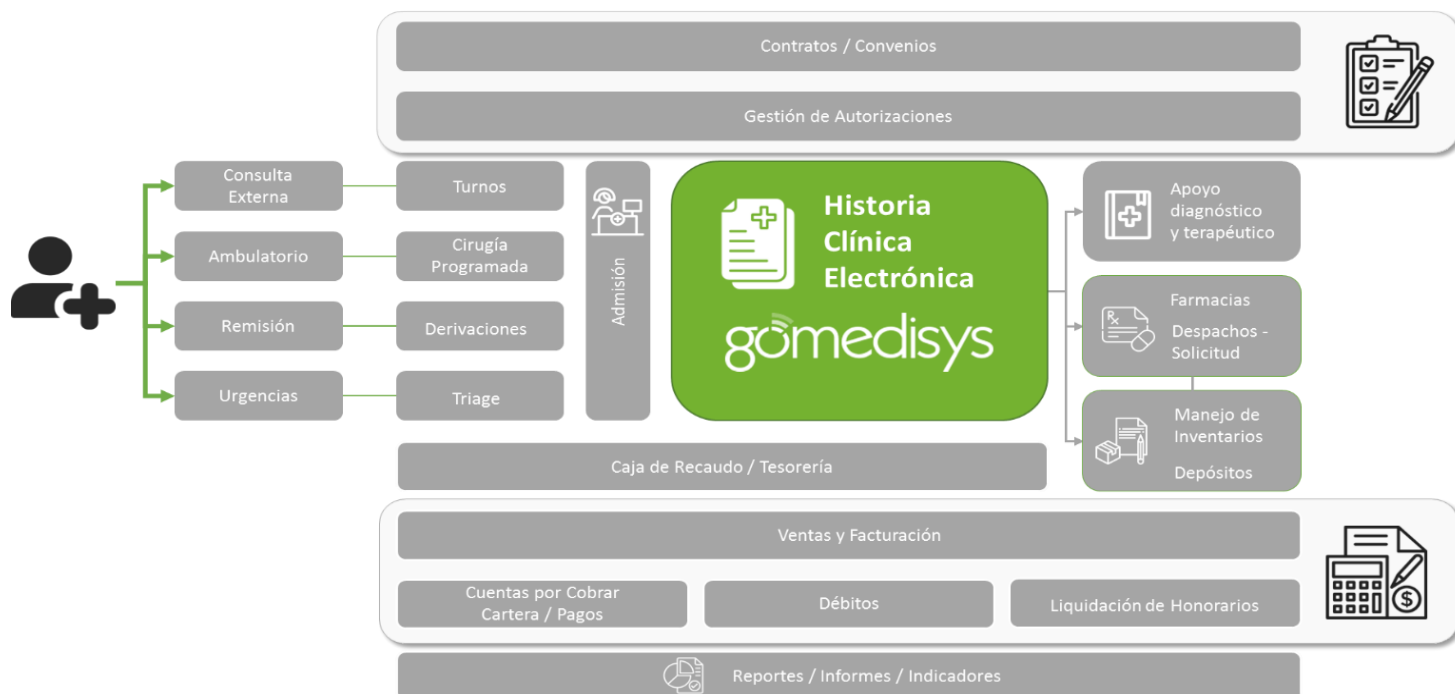 Contratos / Convenios
Gestión de Autorizaciones
Consulta
Externa
Turnos
Ambulatorio
Cirugía
Programada
Remisión
Derivaciones
Urgencias
Triage
Admisión
Historia
Clínica
Electrónica
gomedisys
Apoyo
diagnóstico
y terapéutico
Rx
Farmacias
Despachos -
Solicitud
Manejo de
Inventarios
Depósitos
Caja de Recaudo / Tesorería
Ventas y Facturación
Cuentas por Cobrar
Cartera / Pagos
Débitos
Liquidación de Honorarios
$
Reportes / Informes / Indicadores